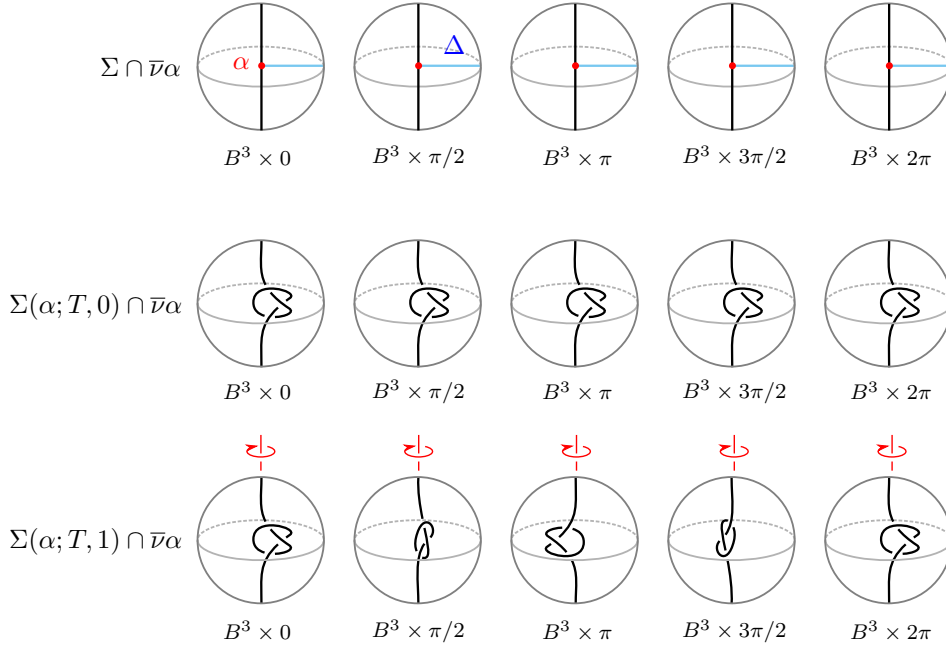 Σ ∩ ν̄α
α
Δ
B³ × 0
B³ × π/2
B³ × π
B³ × 3π/2
B³ × 2π
Σ(α; T, 0) ∩ ν̄α
B³ × 0
B³ × π/2
B³ × π
B³ × 3π/2
B³ × 2π
Σ(α; T, 1) ∩ ν̄α
B³ × 0
B³ × π/2
B³ × π
B³ × 3π/2
B³ × 2π